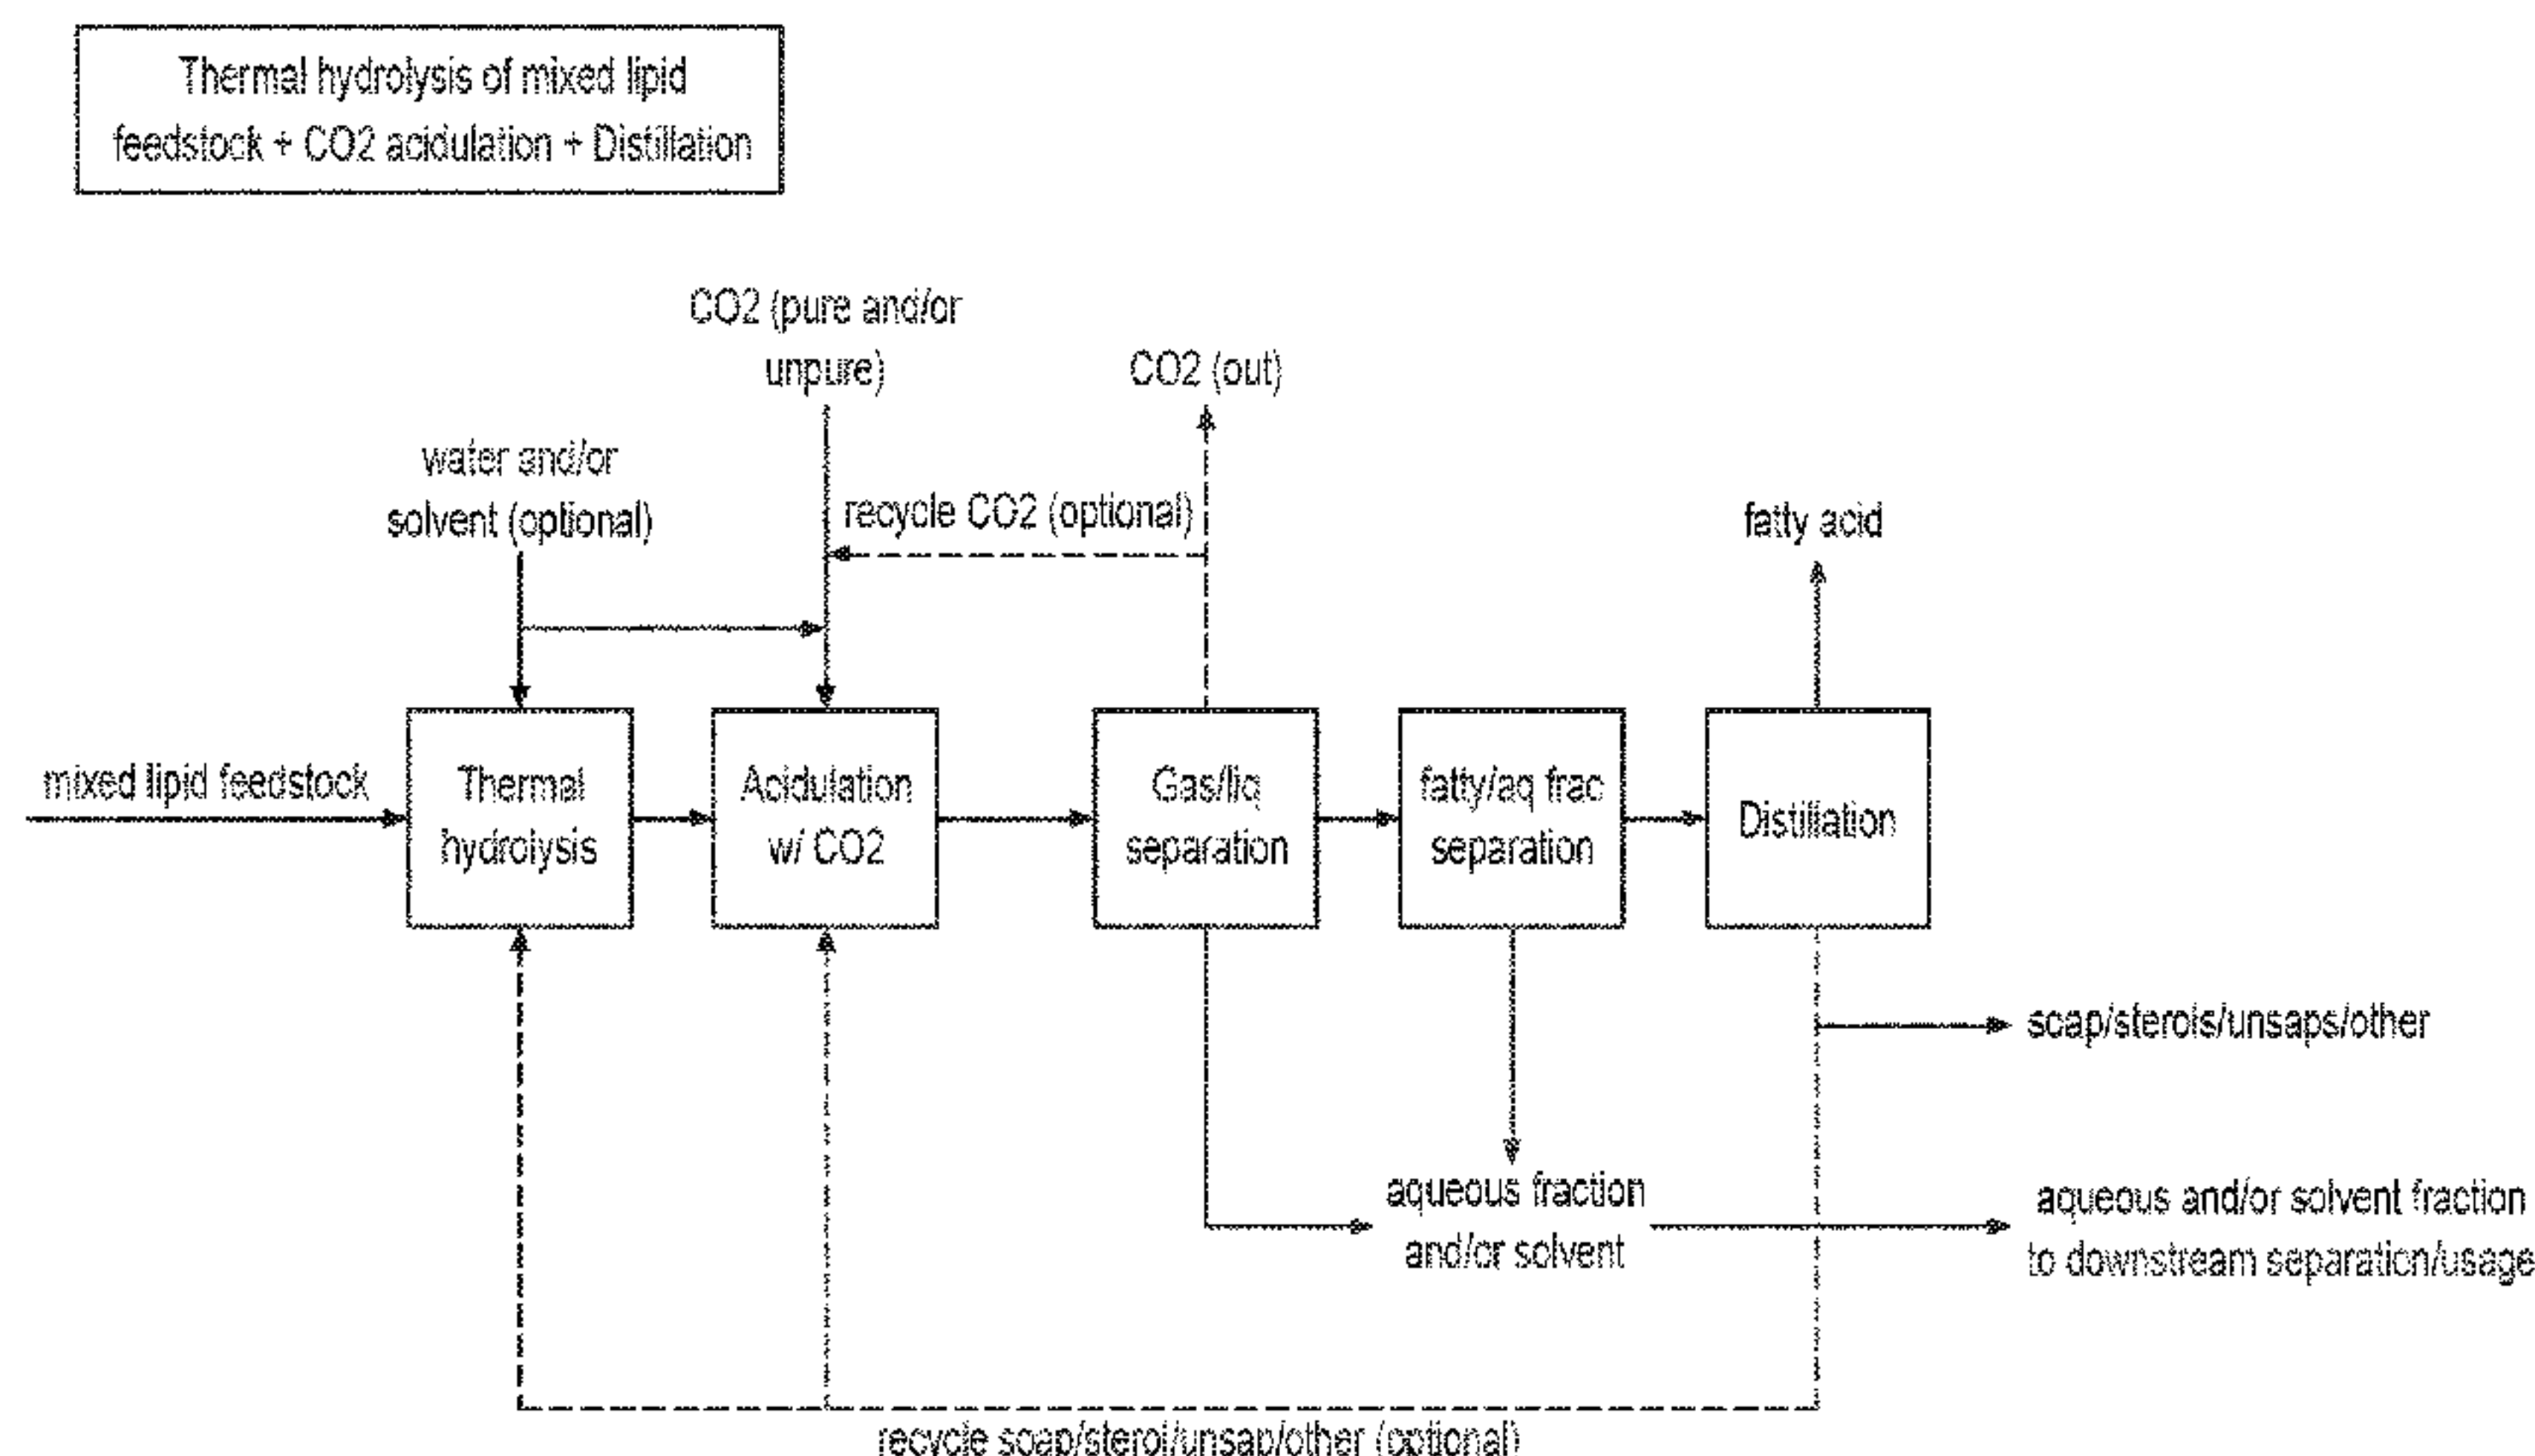 Thermal hydrolysis of mixed lipid
feedstock + CO2 acidulation + Distillation
CO2 (pure and/or
unpure)
CO2 (out)
water and/or
solvent (optional)
recycle CO2 (optional)
fatty acid
mixed lipid feedstock
Thermal
hydrolysis
Acidulation
w/ CO2
Gas/liq
separation
fatty/aq frac
separation
Distillation
soap/sterols/unsaps/other
aqueous fraction
and/or solvent
aqueous and/or solvent fraction
to downstream separation/usage
recycle soap/sterol/unsap/other (optional)